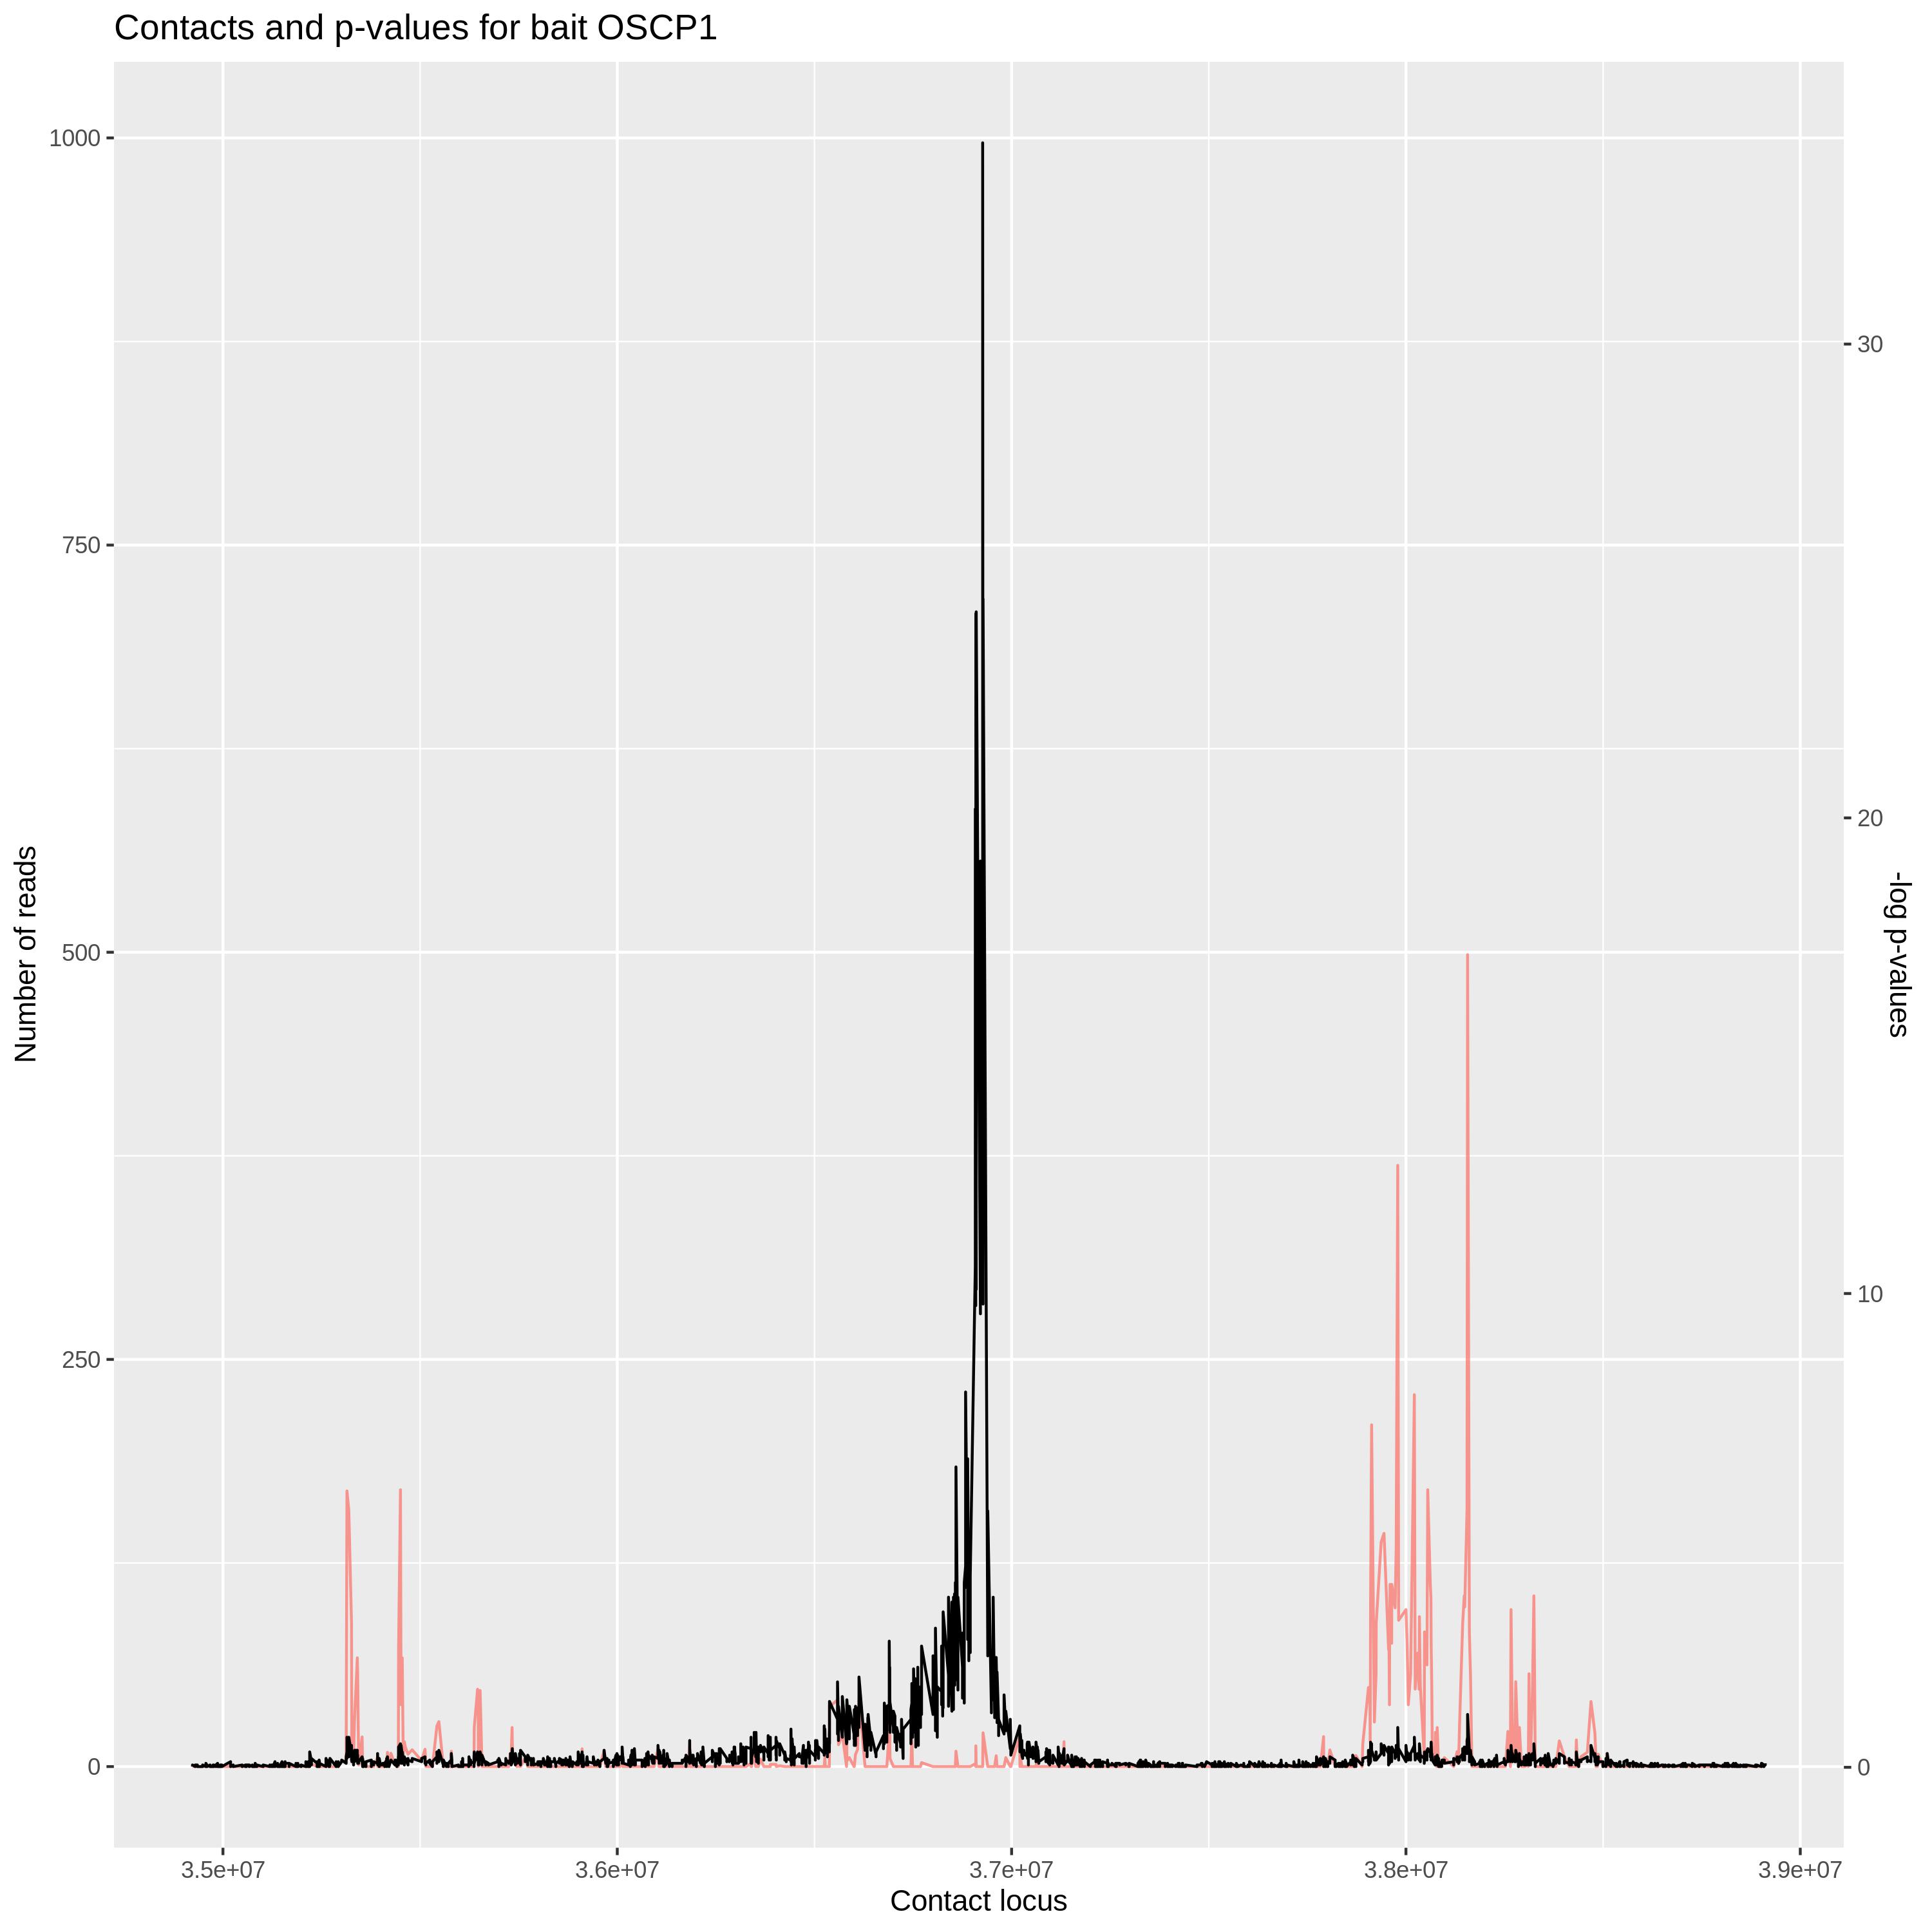 Contacts and p-values for bait OSCP1
1000
750
500
250
0
Number of reads
30
20
10
0
-log p-values
3.5e+07
3.6e+07
3.7e+07
3.8e+07
3.9e+07
Contact locus